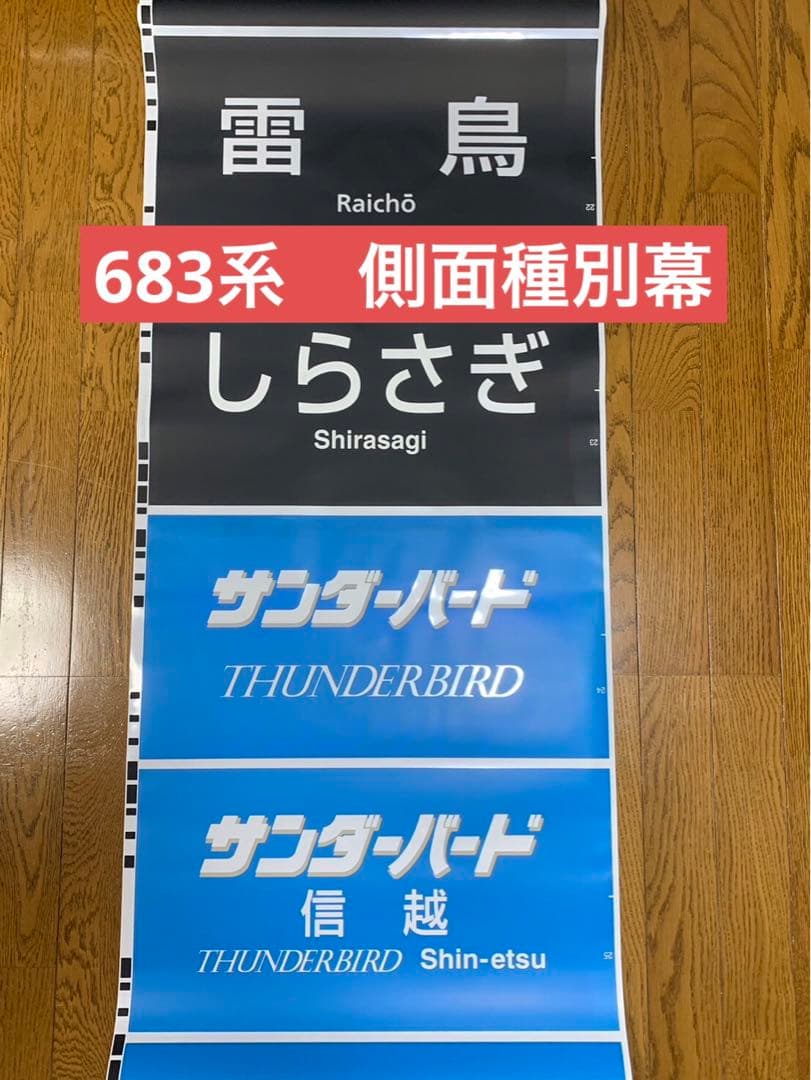 雷鳥
Raichō
22
683系 側面種別幕
しらさぎ
Shirasagi
23
サンダーバード
THUNDERBIRD
24
サンダーバード
信越
THUNDERBIRD Shin-etsu
25